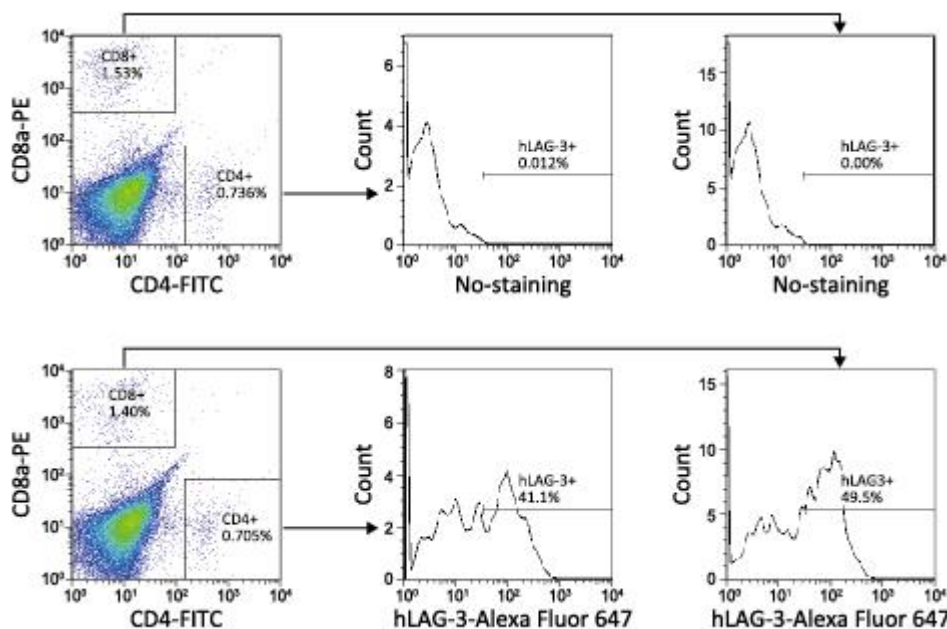 CD8a-PE
10⁴
10³
10²
10¹
10⁰
CD8+
1.53%
CD4+
0.736%
10⁰ 10¹ 10² 10³ 10⁴
CD4-FITC
Count
6
4
2
0
hLAG-3+
0.012%
10⁰ 10¹ 10² 10³ 10⁴
No-staining
Count
15
10
5
0
hLAG-3+
0.00%
10⁰ 10¹ 10² 10³ 10⁴
No-staining
CD8a-PE
10⁴
10³
10²
10¹
10⁰
CD8+
1.40%
CD4+
0.705%
10⁰ 10¹ 10² 10³ 10⁴
CD4-FITC
Count
8
6
4
2
0
hLAG-3+
41.1%
10⁰ 10¹ 10² 10³ 10⁴
hLAG-3-Alexa Fluor 647
Count
15
10
5
0
hLAG3+
49.5%
10⁰ 10¹ 10² 10³ 10⁴
hLAG-3-Alexa Fluor 647